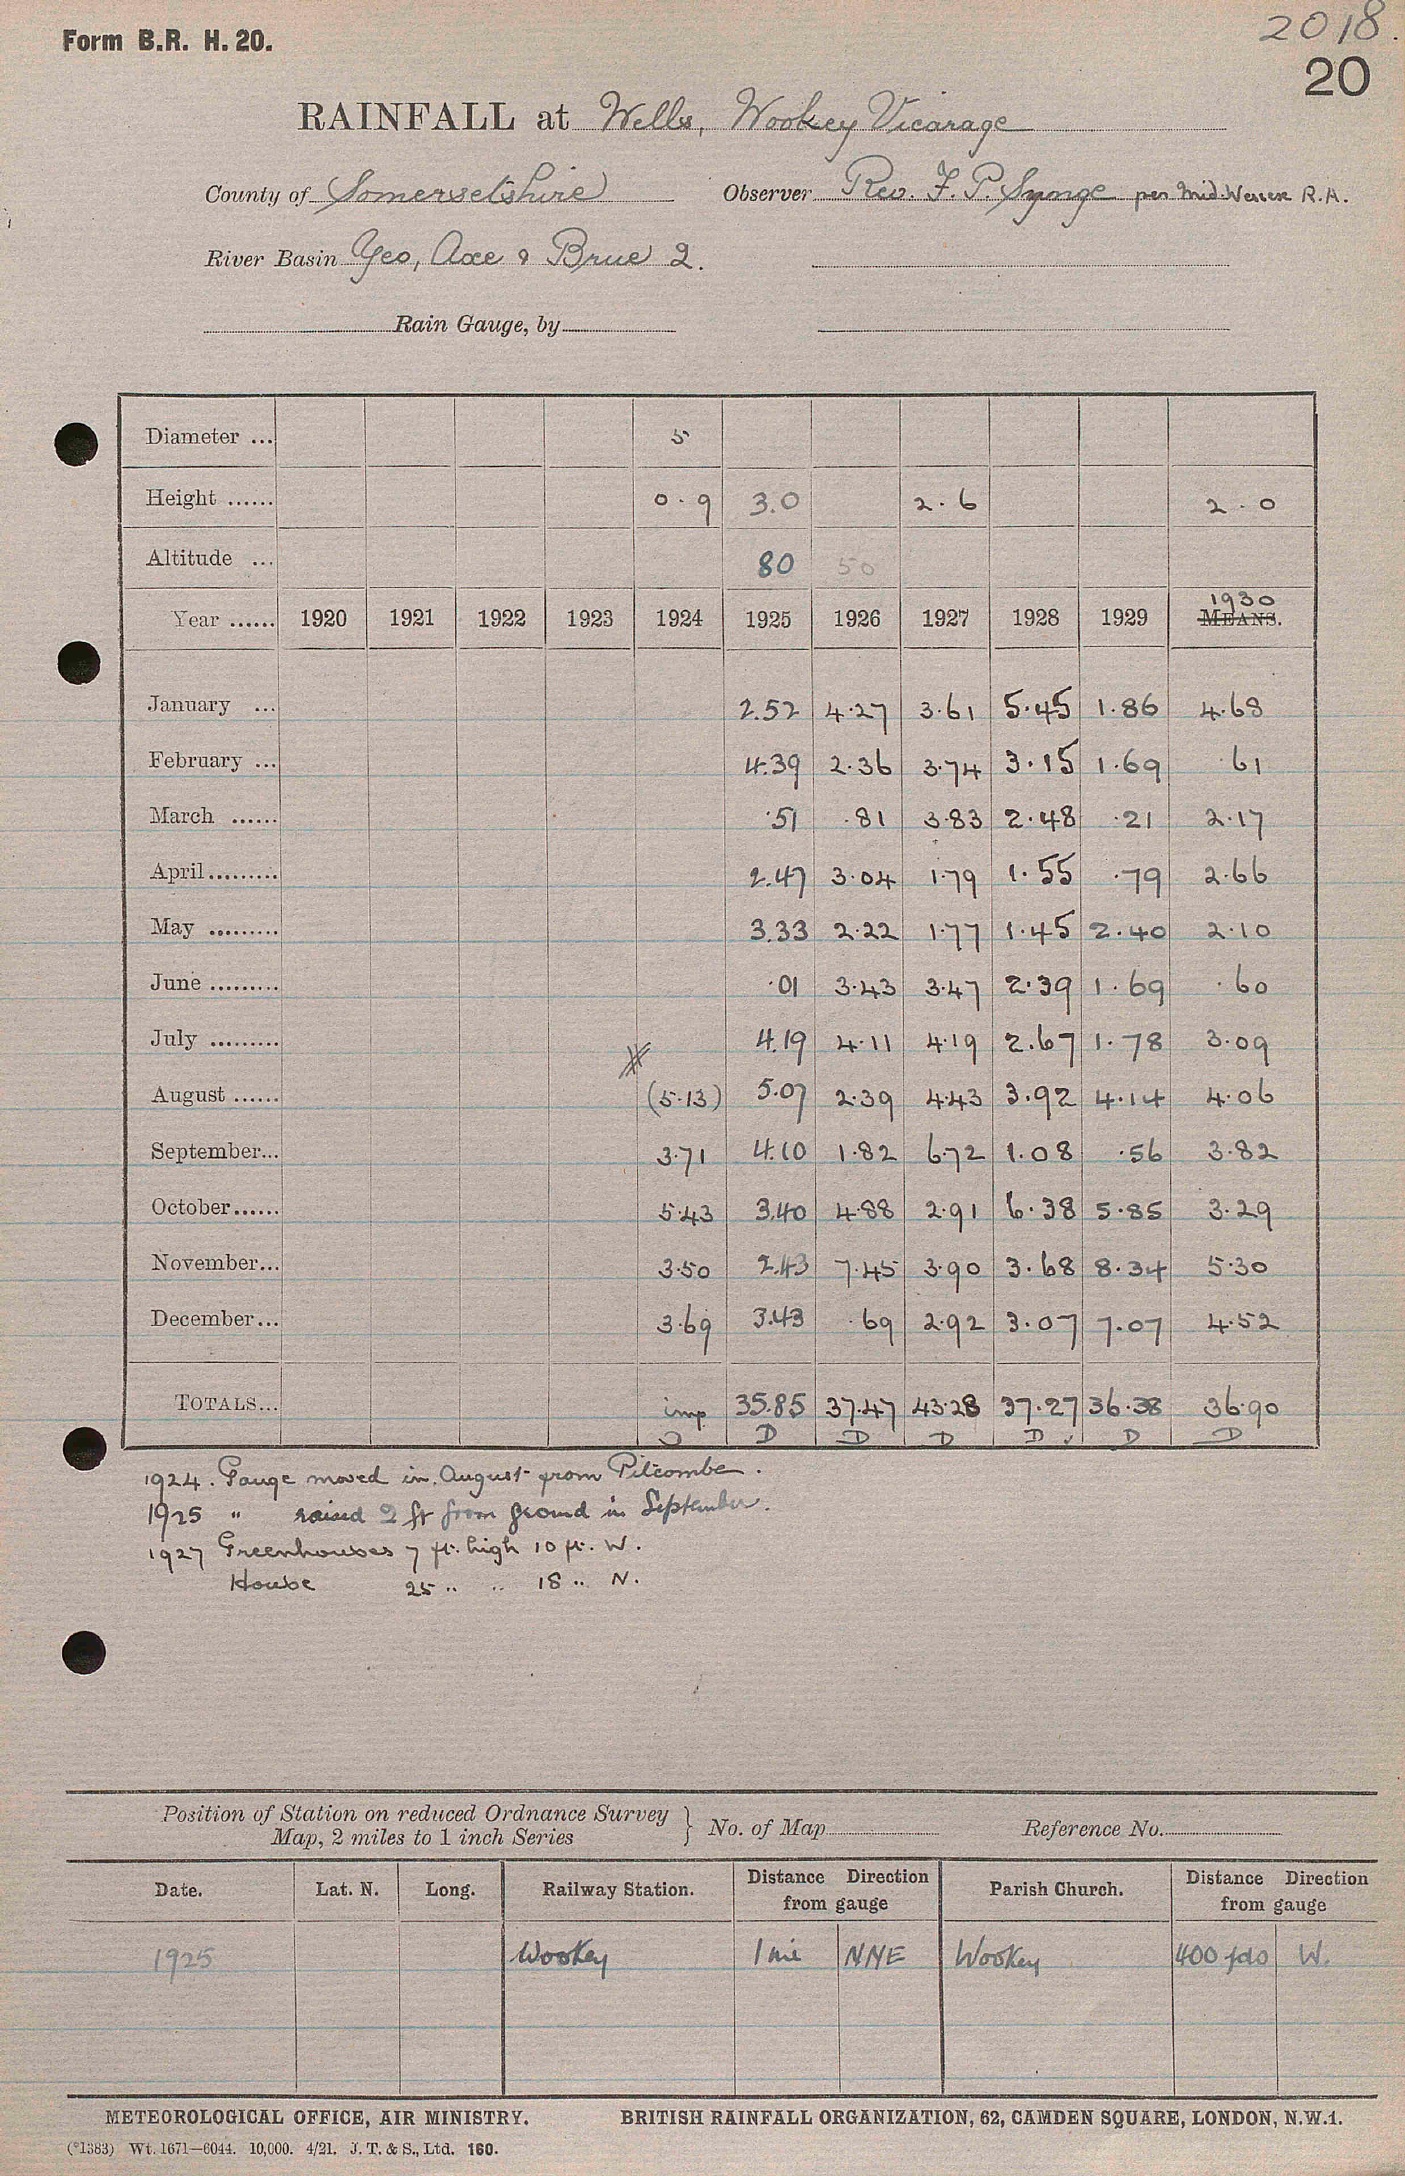 2018.
Form B.R. H. 20.
20
RAINFALL at Wells, Wookey Vicarage
County of Somersetshire Observer Rev. F. P. Synge per Mid-Wessex R.A.
River Basin Yeo, Axe & Brue 2.
Rain Gauge, by
Diameter ... 5
Height ...... 0.9 3.0 2.6 2.0
Altitude ... 80 50
Year ...... 1920 1921 1922 1923 1924 1925 1926 1927 1928 1929 1930 MEANS.
January ... 2.52 4.27 3.61 5.45 1.86 4.68
February ... 4.39 2.36 3.74 3.15 1.69 .61
March ...... .51 .81 3.83 2.48 .21 2.17
April......... 2.47 3.04 1.79 1.55 .79 2.66
May ......... 3.33 2.22 1.77 1.45 2.40 2.10
June ......... .01 3.43 3.47 2.39 1.69 .60
July ......... 4.19 4.11 4.19 2.67 1.78 3.09
August ...... (5.13) 5.07 2.39 4.43 3.92 4.14 4.06
September... 3.71 4.10 1.82 6.72 1.08 .56 3.82
October...... 5.43 3.40 4.88 2.91 6.38 5.85 3.29
November... 3.50 2.43 7.45 3.90 3.68 8.34 5.30
December... 3.69 3.43 .69 2.92 3.07 7.07 4.52
TOTALS... imp 35.85 37.47 43.28 37.27 36.38 36.90
D D D D D D
1924. Gauge moved in August from Pilcombe.
1925 " raised 2 ft from ground in September.
1927 Greenhouses 7 ft. high 10 ft. W.
House 25 " " 18 " N.
Position of Station on reduced Ordnance Survey
Map, 2 miles to 1 inch Series } No. of Map Reference No.
Date. Lat. N. Long. Railway Station. Distance Direction from gauge Parish Church. Distance Direction from gauge
1925 Wookey 1 mi NNE Wookey 400 yds W.
METEOROLOGICAL OFFICE, AIR MINISTRY. BRITISH RAINFALL ORGANIZATION, 62, CAMDEN SQUARE, LONDON, N.W.1.
(*1383) Wt. 1671—6044. 10,000. 4/21. J. T. & S., Ltd. 160.